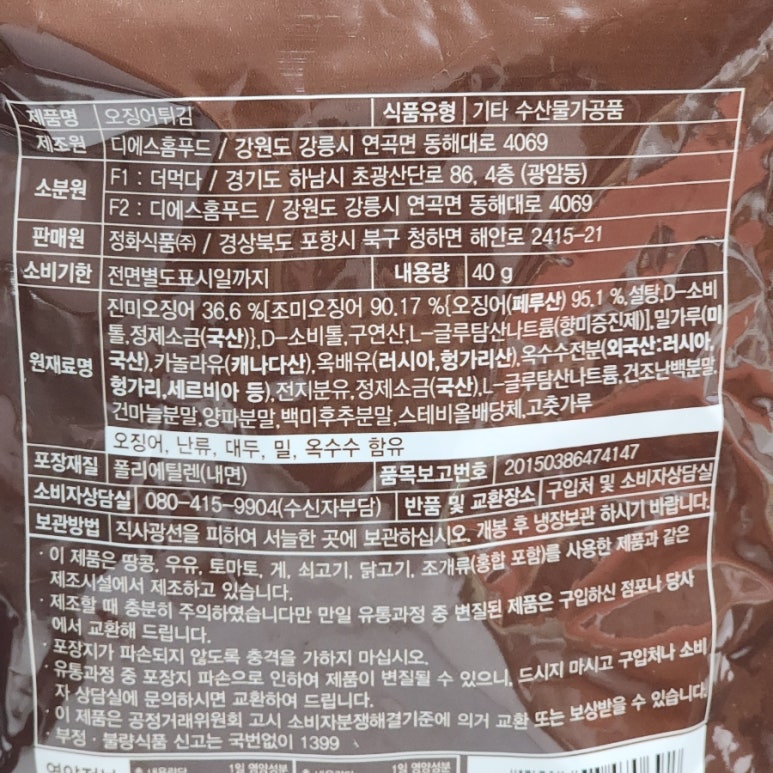 제품명 오징어튀김 식품유형 기타 수산물가공품
제조원 디에스홈푸드 / 강원도 강릉시 연곡면 동해대로 4069
소분원 F1 : 더먹다 / 경기도 하남시 초광산단로 86, 4층 (광암동)
F2 : 디에스홈푸드 / 강원도 강릉시 연곡면 동해대로 4069
판매원 정화식품㈜ / 경상북도 포항시 북구 청하면 해안로 2415-21
소비기한 전면별도표시일까지 내용량 40 g
진미오징어 36.6 %[조미오징어 90.17 %{오징어(페루산) 95.1 %,설탕,D-소비
톨,정제소금(국산)},D-소비톨,구연산,L-글루탐산나트륨(향미증진제)],밀가루(미
원재료명 국산),카놀라유(캐나다산),옥배유(러시아,헝가리산),옥수수전분(외국산:러시아,
헝가리,세르비아 등),전지분유,정제소금(국산),L-글루탐산나트륨,건조난백분말,
건마늘분말,양파분말,백미후추분말,스테비올배당체,고춧가루
오징어, 난류, 대두, 밀, 옥수수 함유
포장재질 폴리에틸렌(내면) 품목보고번호 20150386474147
소비자상담실 080-415-9904(수신자부담) 반품 및 교환장소 구입처 및 소비자상담실
보관방법 직사광선을 피하여 서늘한 곳에 보관하십시오. 개봉 후 냉장보관 하시기 바랍니다.
· 이 제품은 땅콩, 우유, 토마토, 게, 쇠고기, 닭고기, 조개류(홍합 포함)를 사용한 제품과 같은
제조시설에서 제조하고 있습니다.
· 제조할 때 충분히 주의하였습니다만 만일 유통과정 중 변질된 제품은 구입하신 점포나 당사
에서 교환해 드립니다.
· 포장지가 파손되지 않도록 충격을 가하지 마십시오.
· 유통과정 중 포장지 파손으로 인하여 제품이 변질될 수 있으니, 드시지 마시고 구입처나 소비
자 상담실에 문의하시면 교환하여 드립니다.
· 이 제품은 공정거래위원회 고시 소비자분쟁해결기준에 의거 교환 또는 보상받을 수 있습니다.
· 부정 · 불량식품 신고는 국번없이 1399